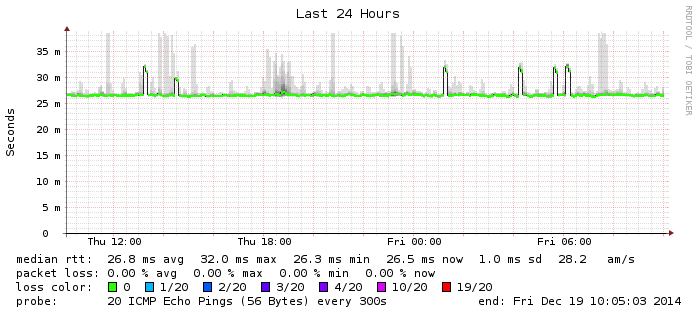 Last 24 Hours
RRDTOOL / TOBI OETIKER
Seconds
35 m
30 m
25 m
20 m
15 m
10 m
5 m
0
Thu 12:00 Thu 18:00 Fri 00:00 Fri 06:00
median rtt: 26.8 ms avg 32.0 ms max 26.3 ms min 26.5 ms now 1.0 ms sd 28.2 am/s
packet loss: 0.00 % avg 0.00 % max 0.00 % min 0.00 % now
loss color: 0 1/20 2/20 3/20 4/20 10/20 19/20
probe: 20 ICMP Echo Pings (56 Bytes) every 300s end: Fri Dec 19 10:05:03 2014